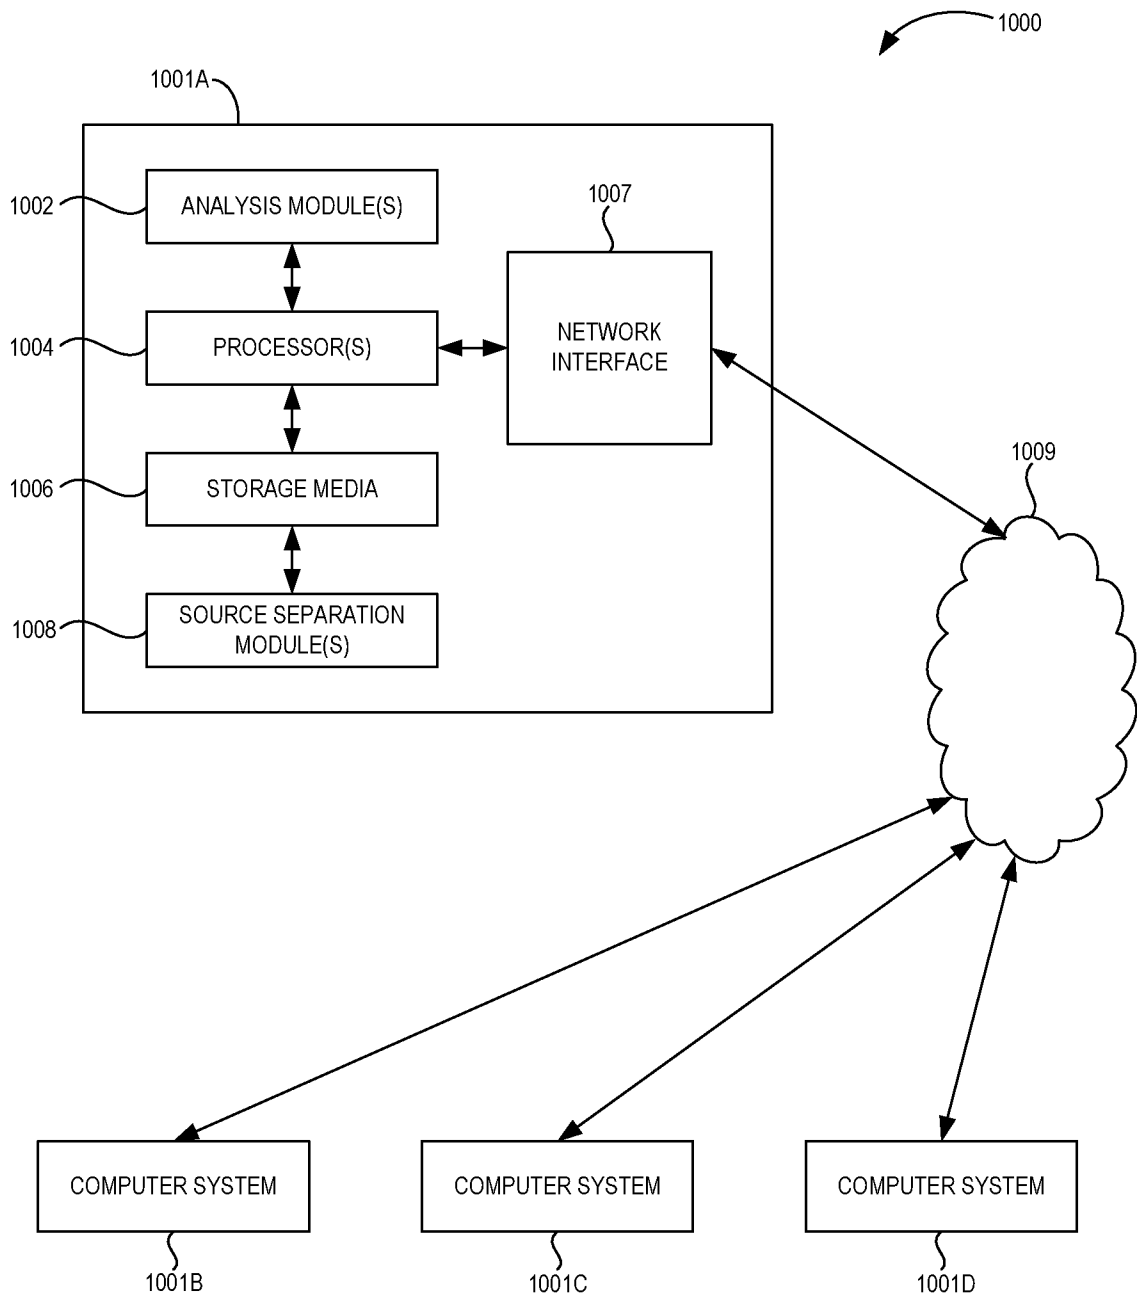 1000
1001A
1002
ANALYSIS MODULE(S)
1007
1004
PROCESSOR(S)
NETWORK
INTERFACE
1009
1006
STORAGE MEDIA
1008
SOURCE SEPARATION
MODULE(S)
COMPUTER SYSTEM
COMPUTER SYSTEM
COMPUTER SYSTEM
1001B
1001C
1001D